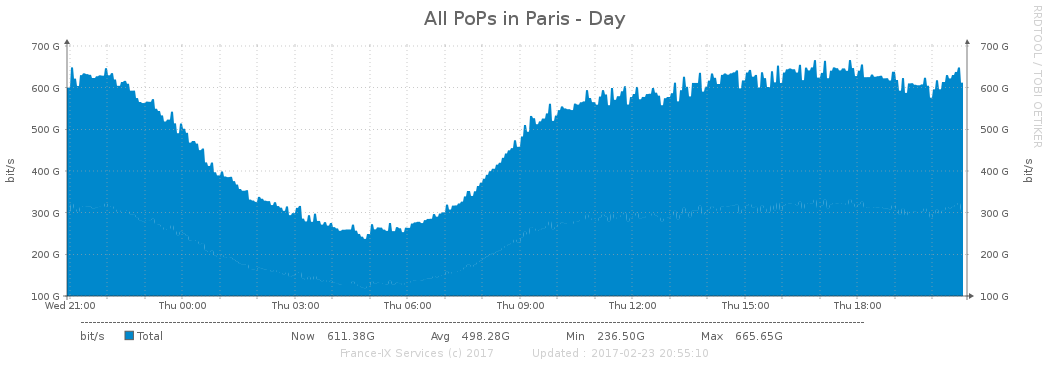 All PoPs in Paris - Day
RRDTOOL / TOBI OETIKER
bit/s
bit/s
700 G 700 G
600 G 600 G
500 G 500 G
400 G 400 G
300 G 300 G
200 G 200 G
100 G 100 G
Wed 21:00 Thu 00:00 Thu 03:00 Thu 06:00 Thu 09:00 Thu 12:00 Thu 15:00 Thu 18:00
bit/s Total Now 611.38G Avg 498.28G Min 236.50G Max 665.65G
France-IX Services (c) 2017 Updated : 2017-02-23 20:55:10